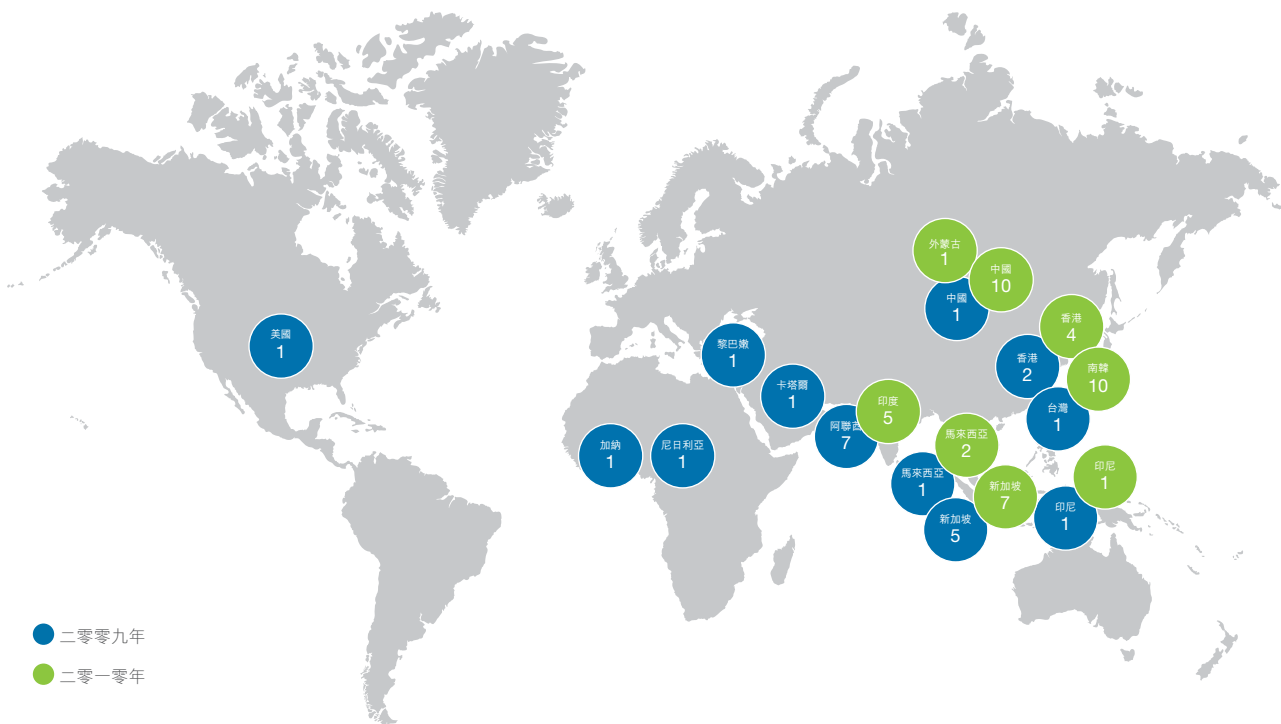 外蒙古
1
中國
10
中國
1
香港
4
美國
1
黎巴嫩
1
香港
2
南韓
10
卡塔爾
1
印度
5
台灣
1
阿聯
7
馬來西亞
2
加納
1
尼日利亞
1
馬來西亞
1
印尼
1
新加坡
7
新加坡
5
印尼
1
二零零九年
二零一零年